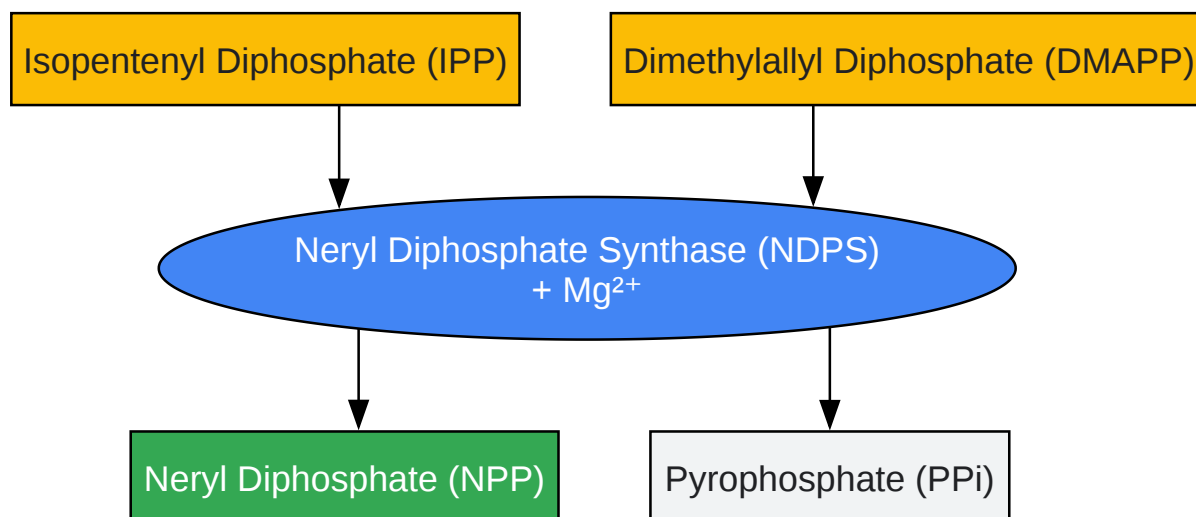 Isopentenyl Diphosphate (IPP)
Dimethylallyl Diphosphate (DMAPP)
Neryl Diphosphate Synthase (NDPS)
+ Mg²⁺
Neryl Diphosphate (NPP)
Pyrophosphate (PPi)